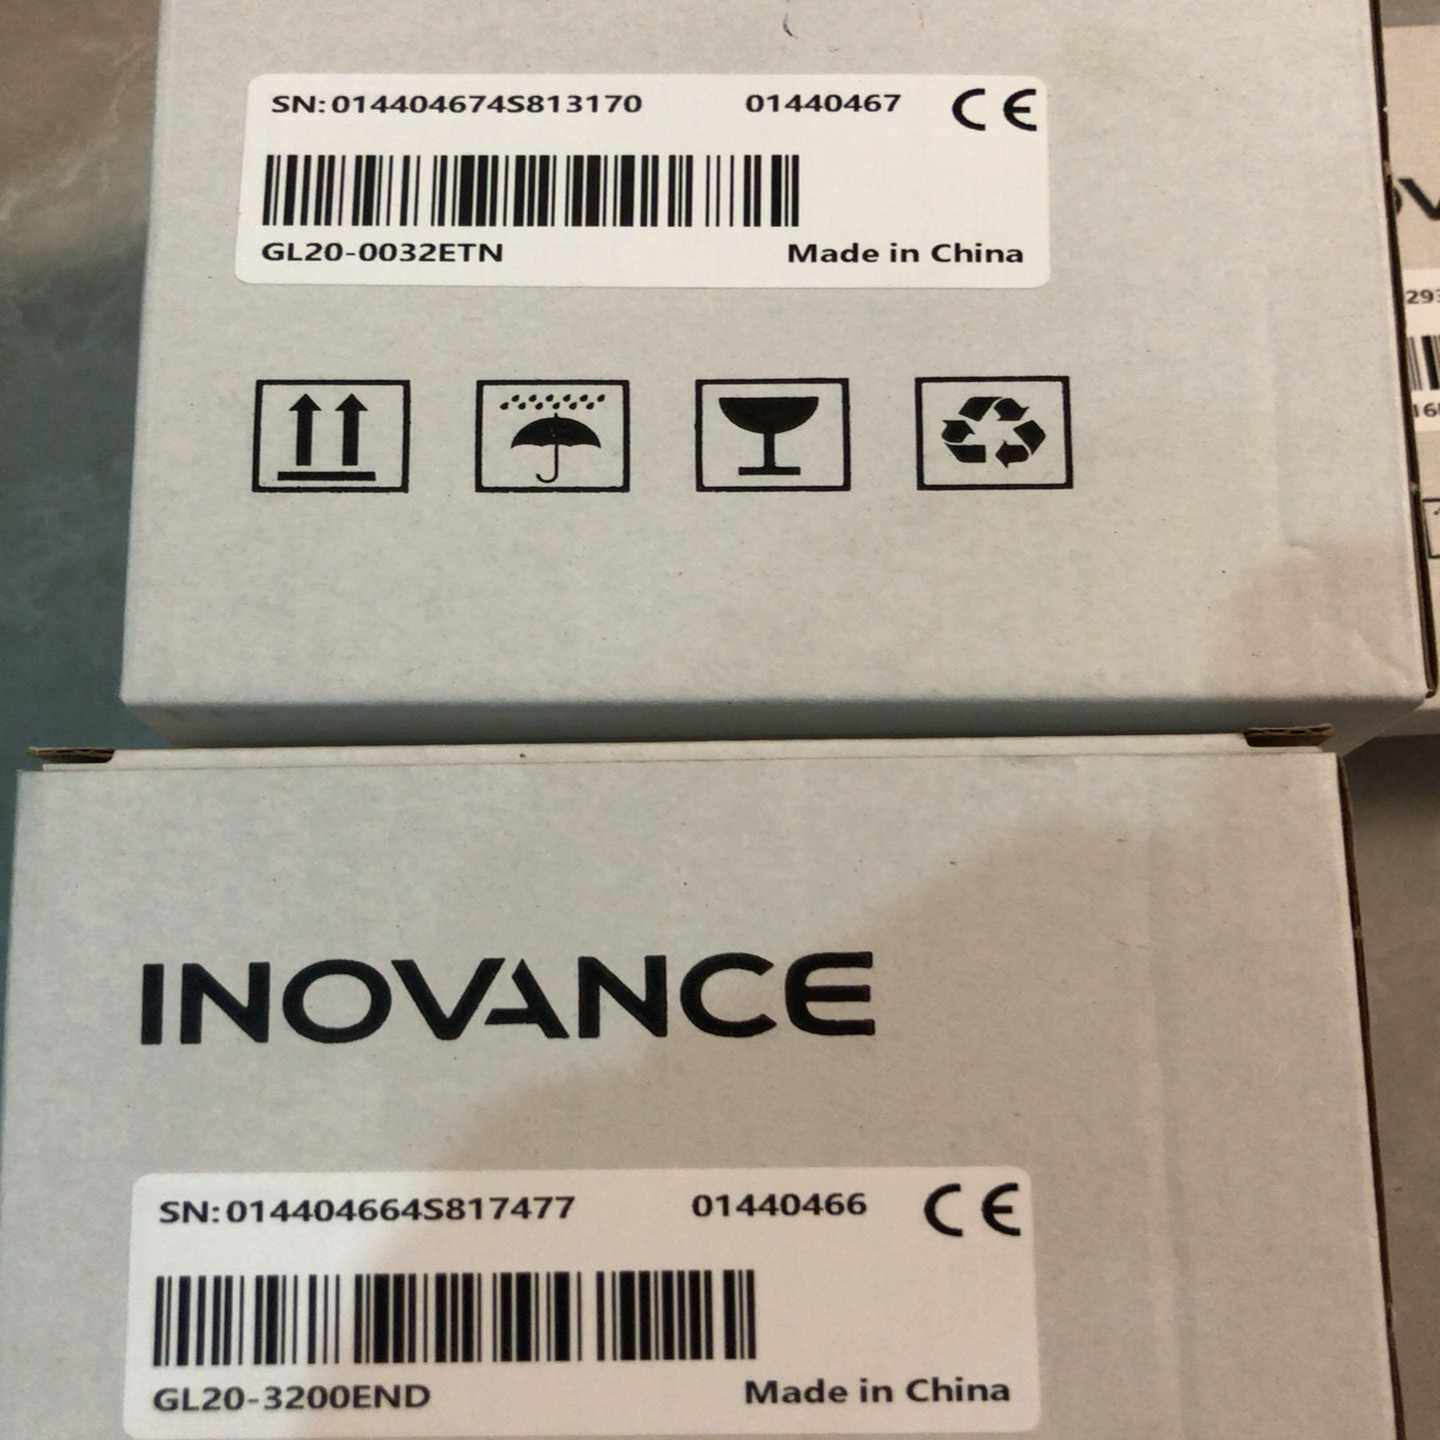 SN:014404674S813170 01440467 CE
GL20-0032ETN Made in China
INOVANCE
SN:014404664S817477 01440466 CE
GL20-3200END Made in China